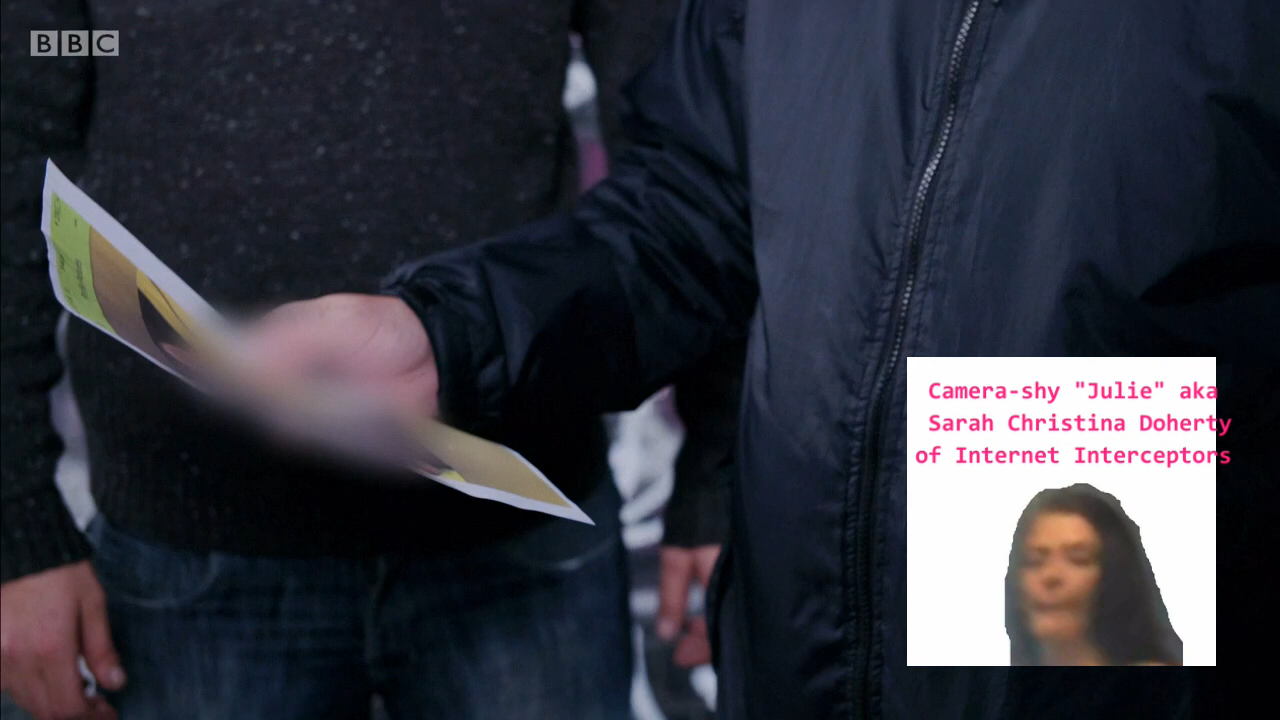 BBC
Camera-shy "Julie" aka
Sarah Christina Doherty
of Internet Interceptors